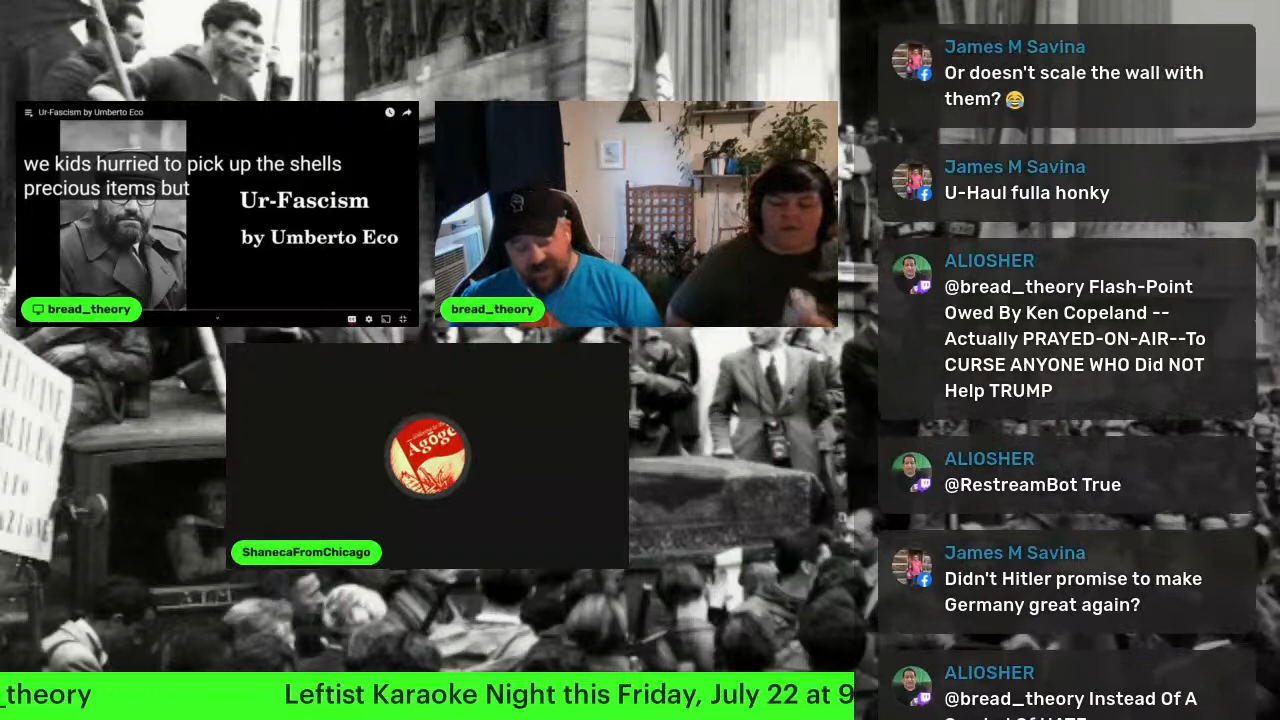 Ur-Fascism by Umberto Eco
we kids hurried to pick up the shells
precious items but
Ur-Fascism
by Umberto Eco
bread_theory
bread_theory
Agōge
ShanecaFromChicago
_theory
Leftist Karaoke Night this Friday, July 22 at 9
James M Savina
Or doesn't scale the wall with
them? 😂
James M Savina
U-Haul fulla honky
ALIOSHER
@bread_theory Flash-Point
Owed By Ken Copeland --
Actually PRAYED-ON-AIR--To
CURSE ANYONE WHO Did NOT
Help TRUMP
ALIOSHER
@RestreamBot True
James M Savina
Didn't Hitler promise to make
Germany great again?
ALIOSHER
@bread_theory Instead Of A